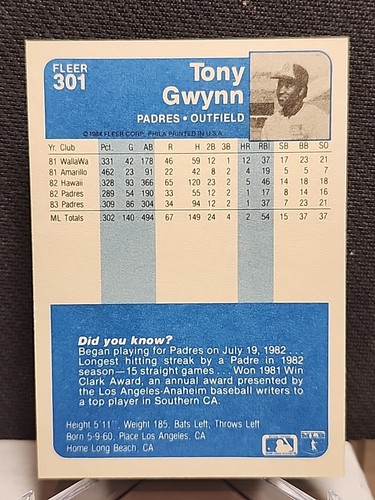 FLEER
301
Tony
Gwynn
PADRES • OUTFIELD
© 1984 FLEER CORP., PHILA PRINTED IN U.S.A.
Yr. Club Pct. G AB R H 2B 3B HR RBI SB BB SO
81 WallaWa 331 42 178 46 59 12 1 12 37 17 23 21
81 Amarillo 462 23 91 22 42 8 2 4 19 5 5 7
82 Hawaii 328 93 366 65 120 23 2 5 46 14 18 18
82 Padres 289 54 190 33 55 12 2 1 17 8 14 16
83 Padres 309 86 304 34 94 12 2 1 37 7 23 21
ML Totals 302 140 494 67 149 24 4 2 54 15 37 37
Did you know?
Began playing for Padres on July 19, 1982 . . .
Longest hitting streak by a Padre in 1982
season—15 straight games . . . Won 1981 Win
Clark Award, an annual award presented by
the Los Angeles-Anaheim baseball writers to
a top player in Southern CA.
Height 5'11", Weight 185, Bats Left, Throws Left
Born 5-9-60, Place Los Angeles, CA
Home Long Beach, CA